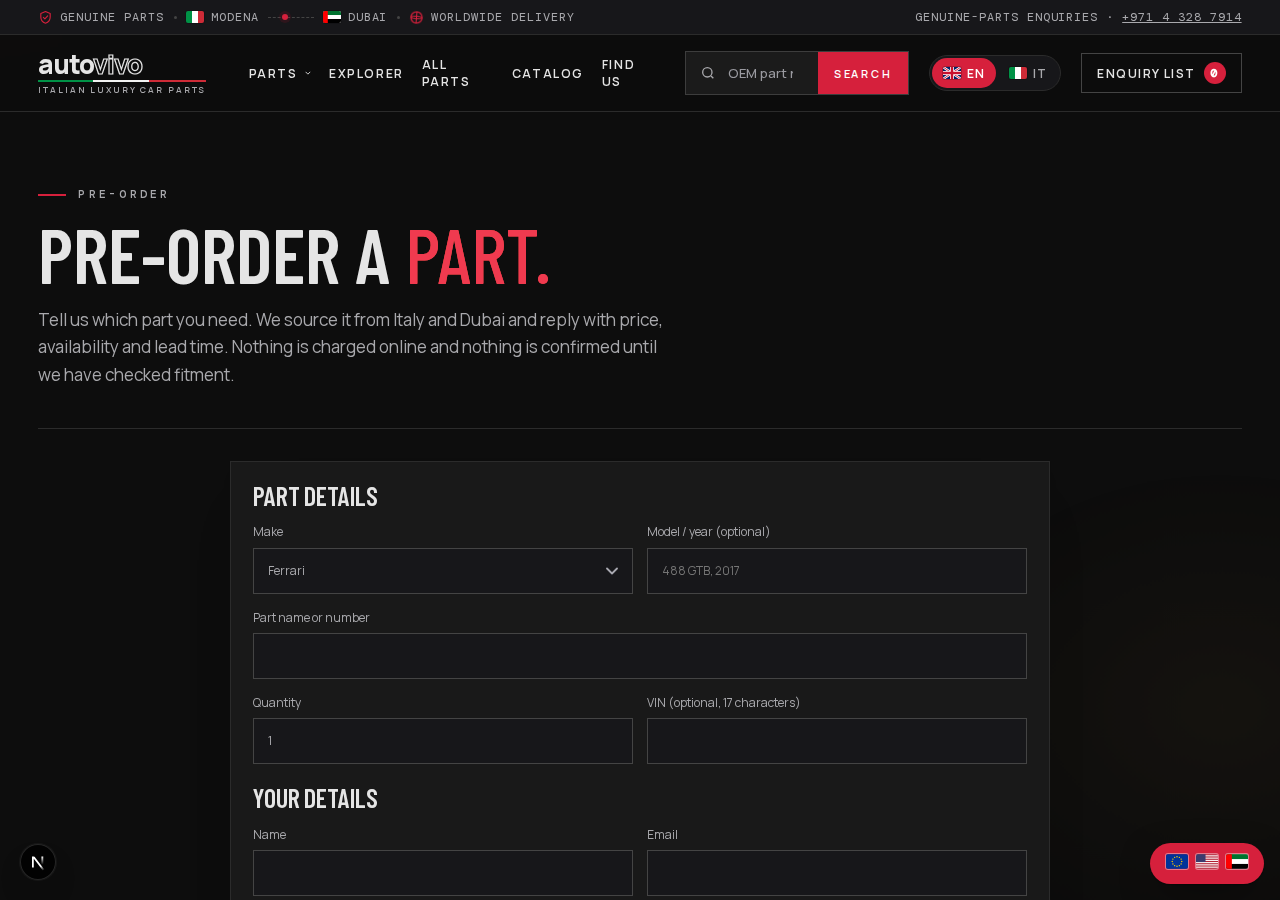 GENUINE PARTS • MODENA DUBAI • WORLDWIDE DELIVERY
GENUINE-PARTS ENQUIRIES · +971 4 328 7914
autovivo
ITALIAN LUXURY CAR PARTS
PARTS
EXPLORER
ALL PARTS
CATALOG
FIND US
OEM part r
SEARCH
EN
IT
ENQUIRY LIST 0
PRE-ORDER
PRE-ORDER A PART.
Tell us which part you need. We source it from Italy and Dubai and reply with price,
availability and lead time. Nothing is charged online and nothing is confirmed until
we have checked fitment.
PART DETAILS
Make
Model / year (optional)
Ferrari
488 GTB, 2017
Part name or number
Quantity
VIN (optional, 17 characters)
1
YOUR DETAILS
Name
Email
N